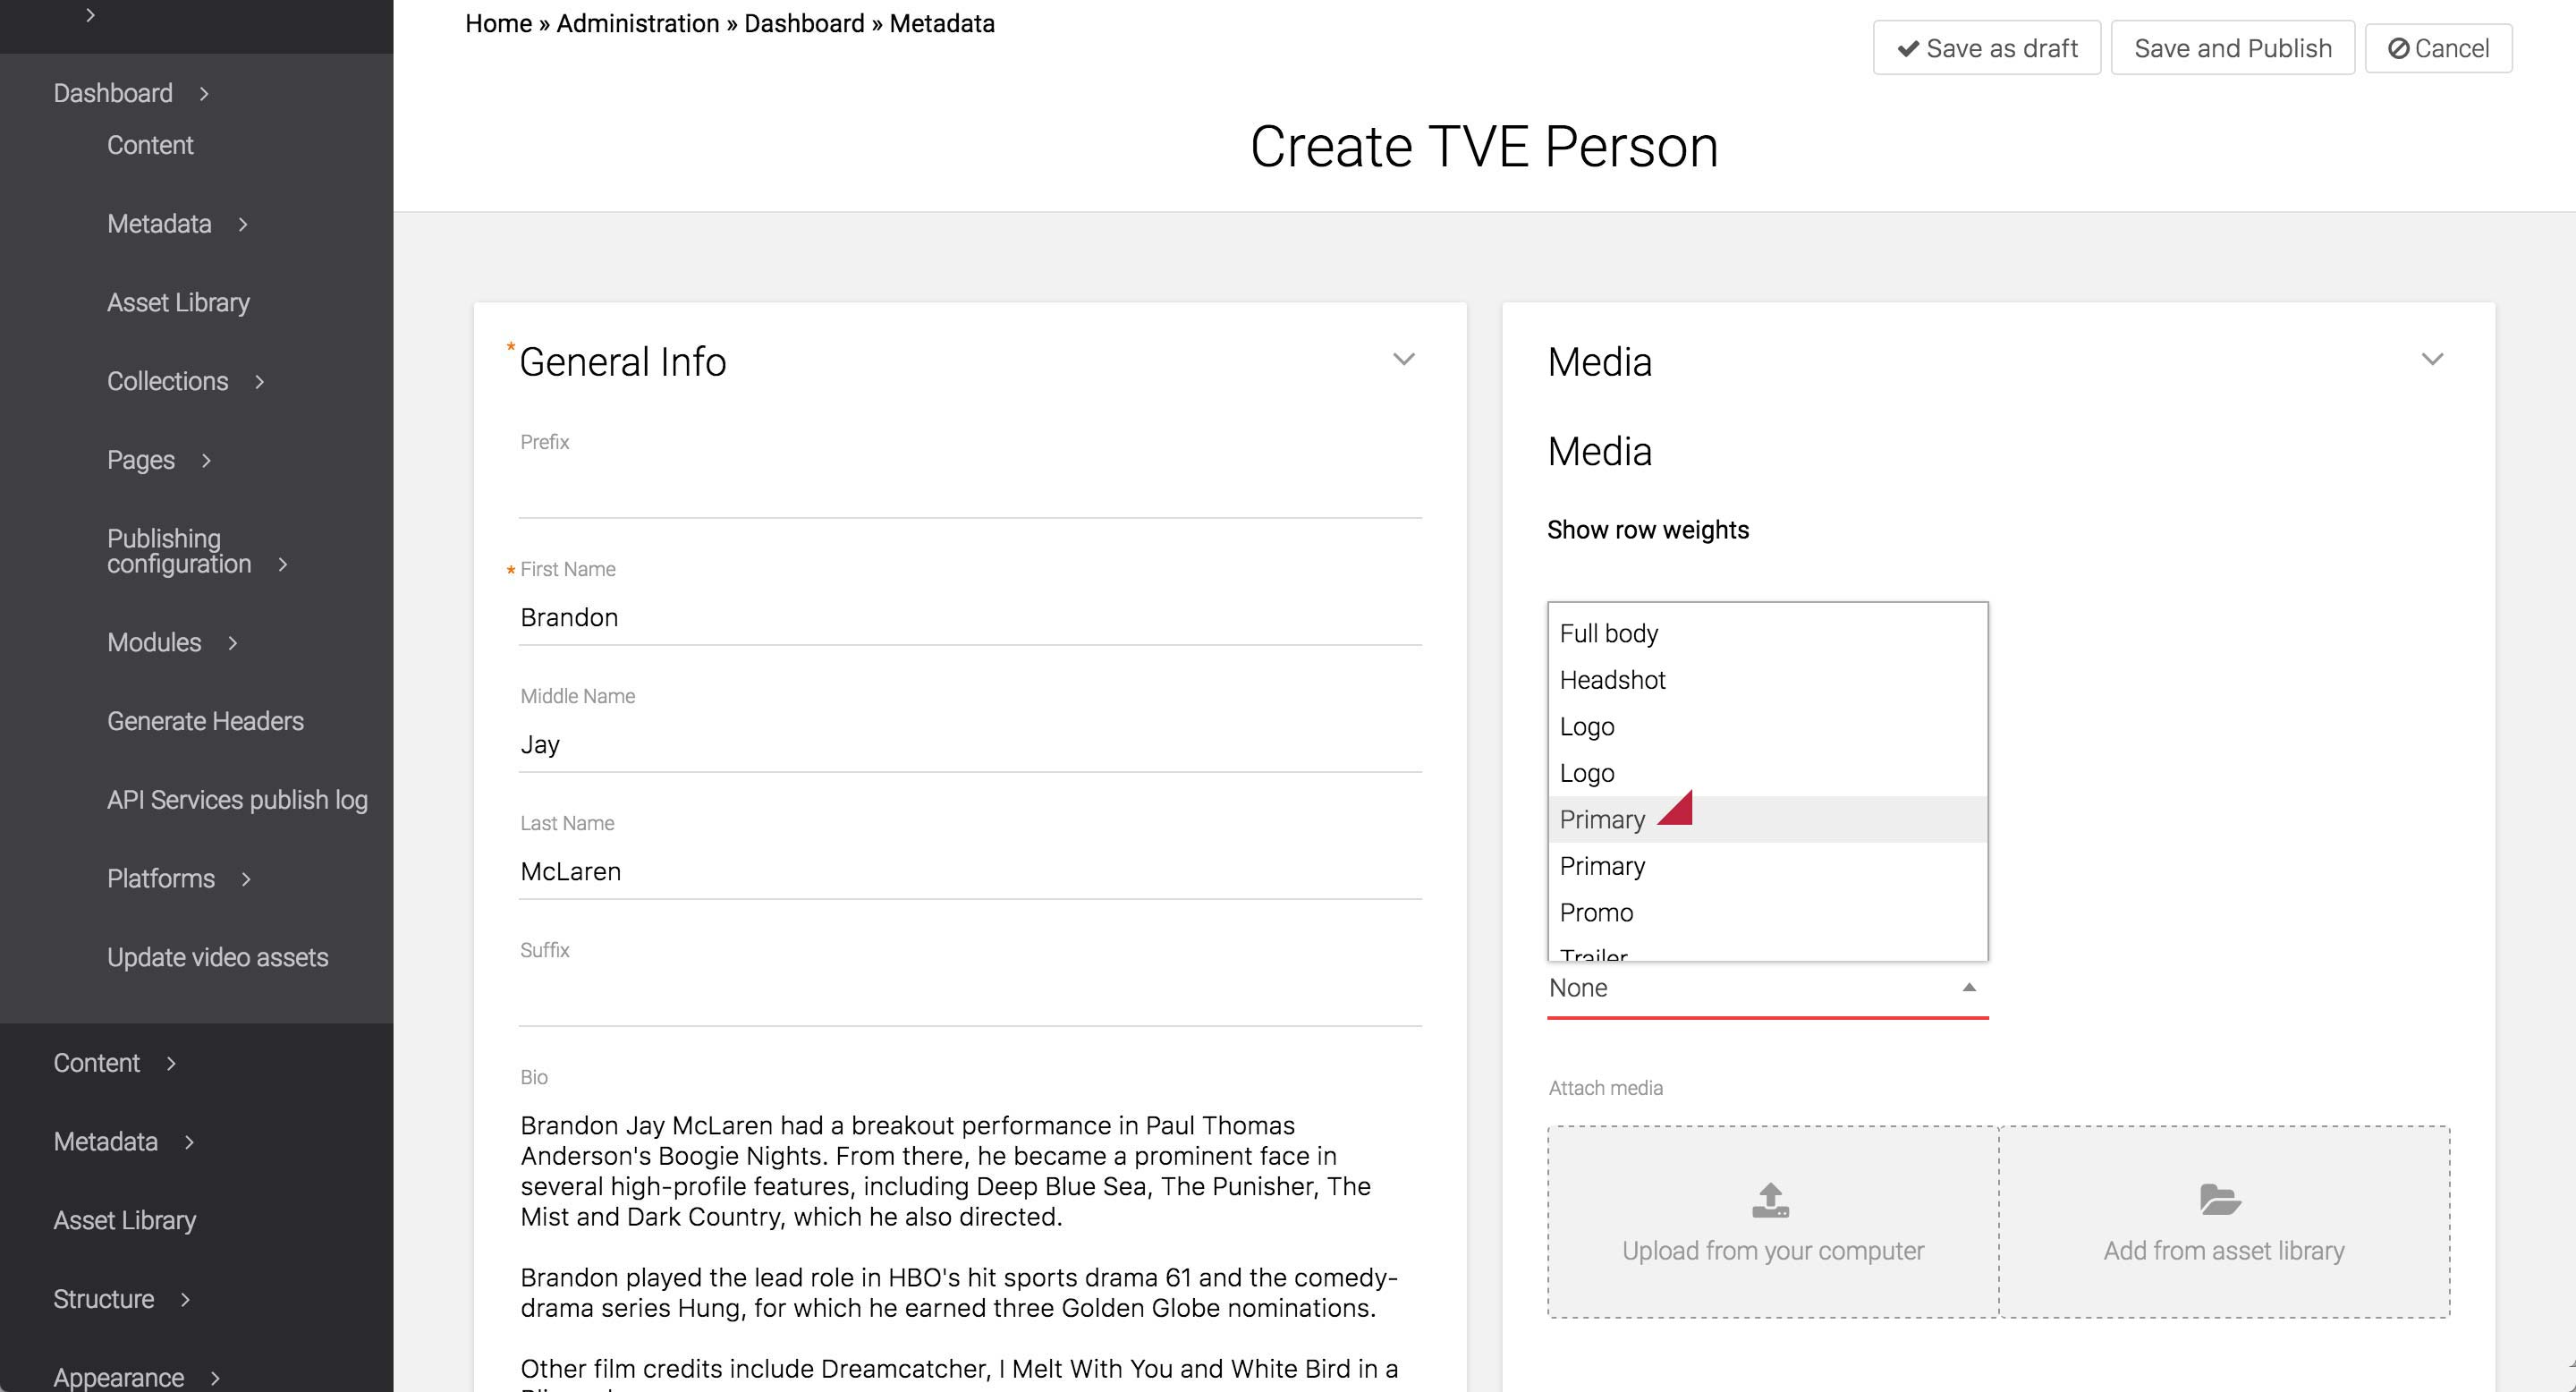 Dashboard
Content
Metadata
Asset Library
Collections
Pages
Publishing
configuration
Modules
Generate Headers
API Services publish log
Platforms
Update video assets
Content
Metadata
Asset Library
Structure
Appearance
Home » Administration » Dashboard » Metadata
Save as draft
Save and Publish
Cancel
Create TVE Person
* General Info
Prefix
* First Name
Brandon
Middle Name
Jay
Last Name
McLaren
Suffix
Bio
Brandon Jay McLaren had a breakout performance in Paul Thomas
Anderson's Boogie Nights. From there, he became a prominent face in
several high-profile features, including Deep Blue Sea, The Punisher, The
Mist and Dark Country, which he also directed.
Brandon played the lead role in HBO's hit sports drama 61 and the comedy-
drama series Hung, for which he earned three Golden Globe nominations.
Other film credits include Dreamcatcher, I Melt With You and White Bird in a
Media
Media
Show row weights
Full body
Headshot
Logo
Logo
Primary
Primary
Promo
Trailer
None
Attach media
Upload from your computer
Add from asset library